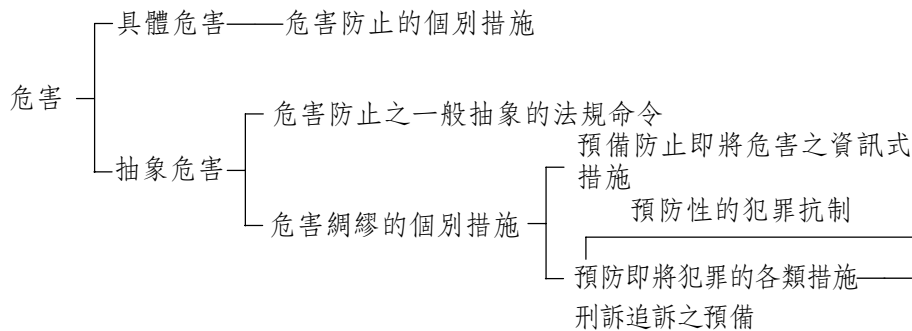 具體危害
危害防止的個別措施
危害
危害防止之一般抽象的法規命令
抽象危害
預備防止即將危害之資訊式
措施
危害綢繆的個別措施
預防性的犯罪抗制
預防即將犯罪的各類措施
刑訴追訴之預備